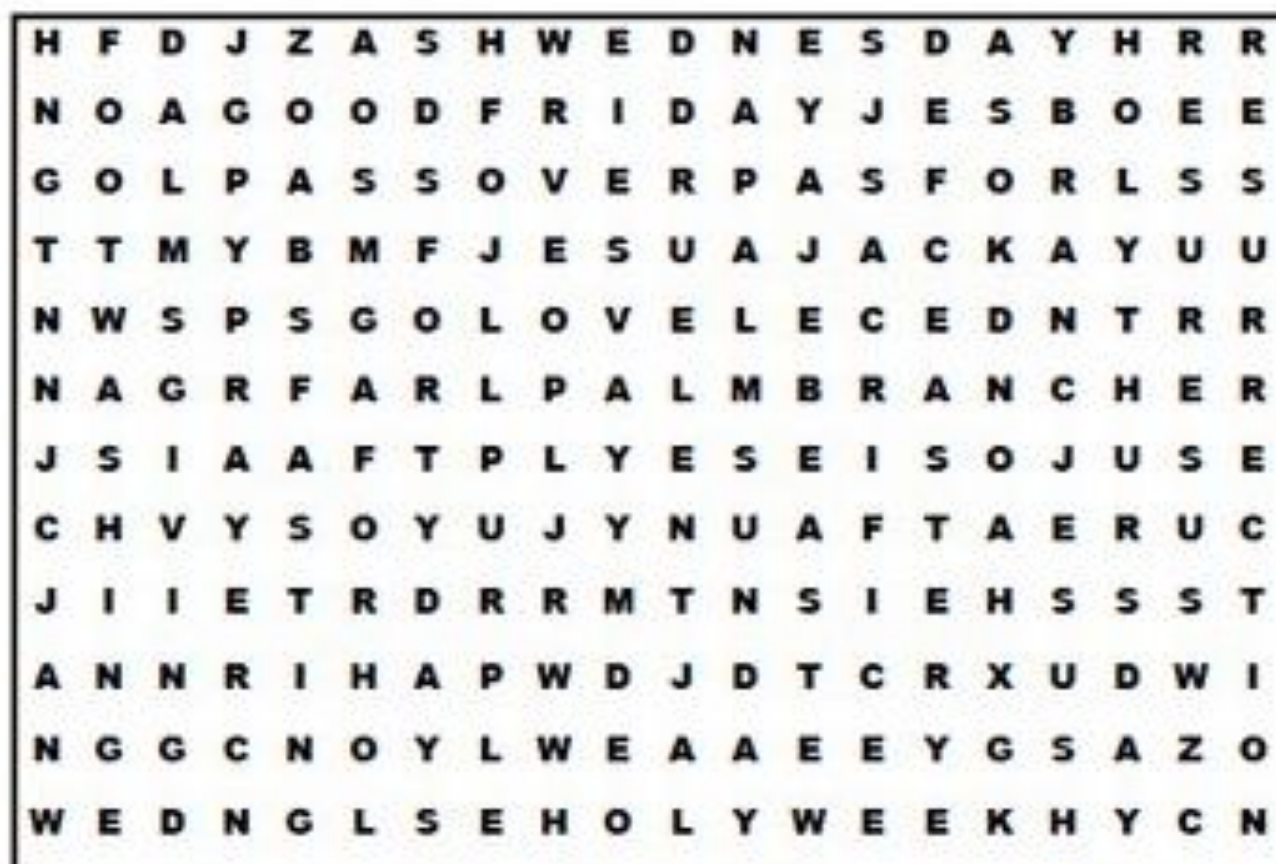 H F D J Z A S H W E D N E S D A Y H R R
N O A G O O D F R I D A Y J E S B O E E
G O L P A S S O V E R P A S F O R L S S
T T M Y B M F J E S U A J A C K A Y U U
N W S P S G O L O V E L E C E D N T R R
N A G R F A R L P A L M B R A N C H E R
J S I A A F T P L Y E S E I S O J U S E
C H V Y S O Y U J Y N U A F T A E R U C
J I I E T R D R R M T N S I E H S S S T
A N N R I H A P W D J D T C R X U D W I
N G G C N O Y L W E A A E E Y G S A Z O
W E D N G L S E H O L Y W E E K H Y C N